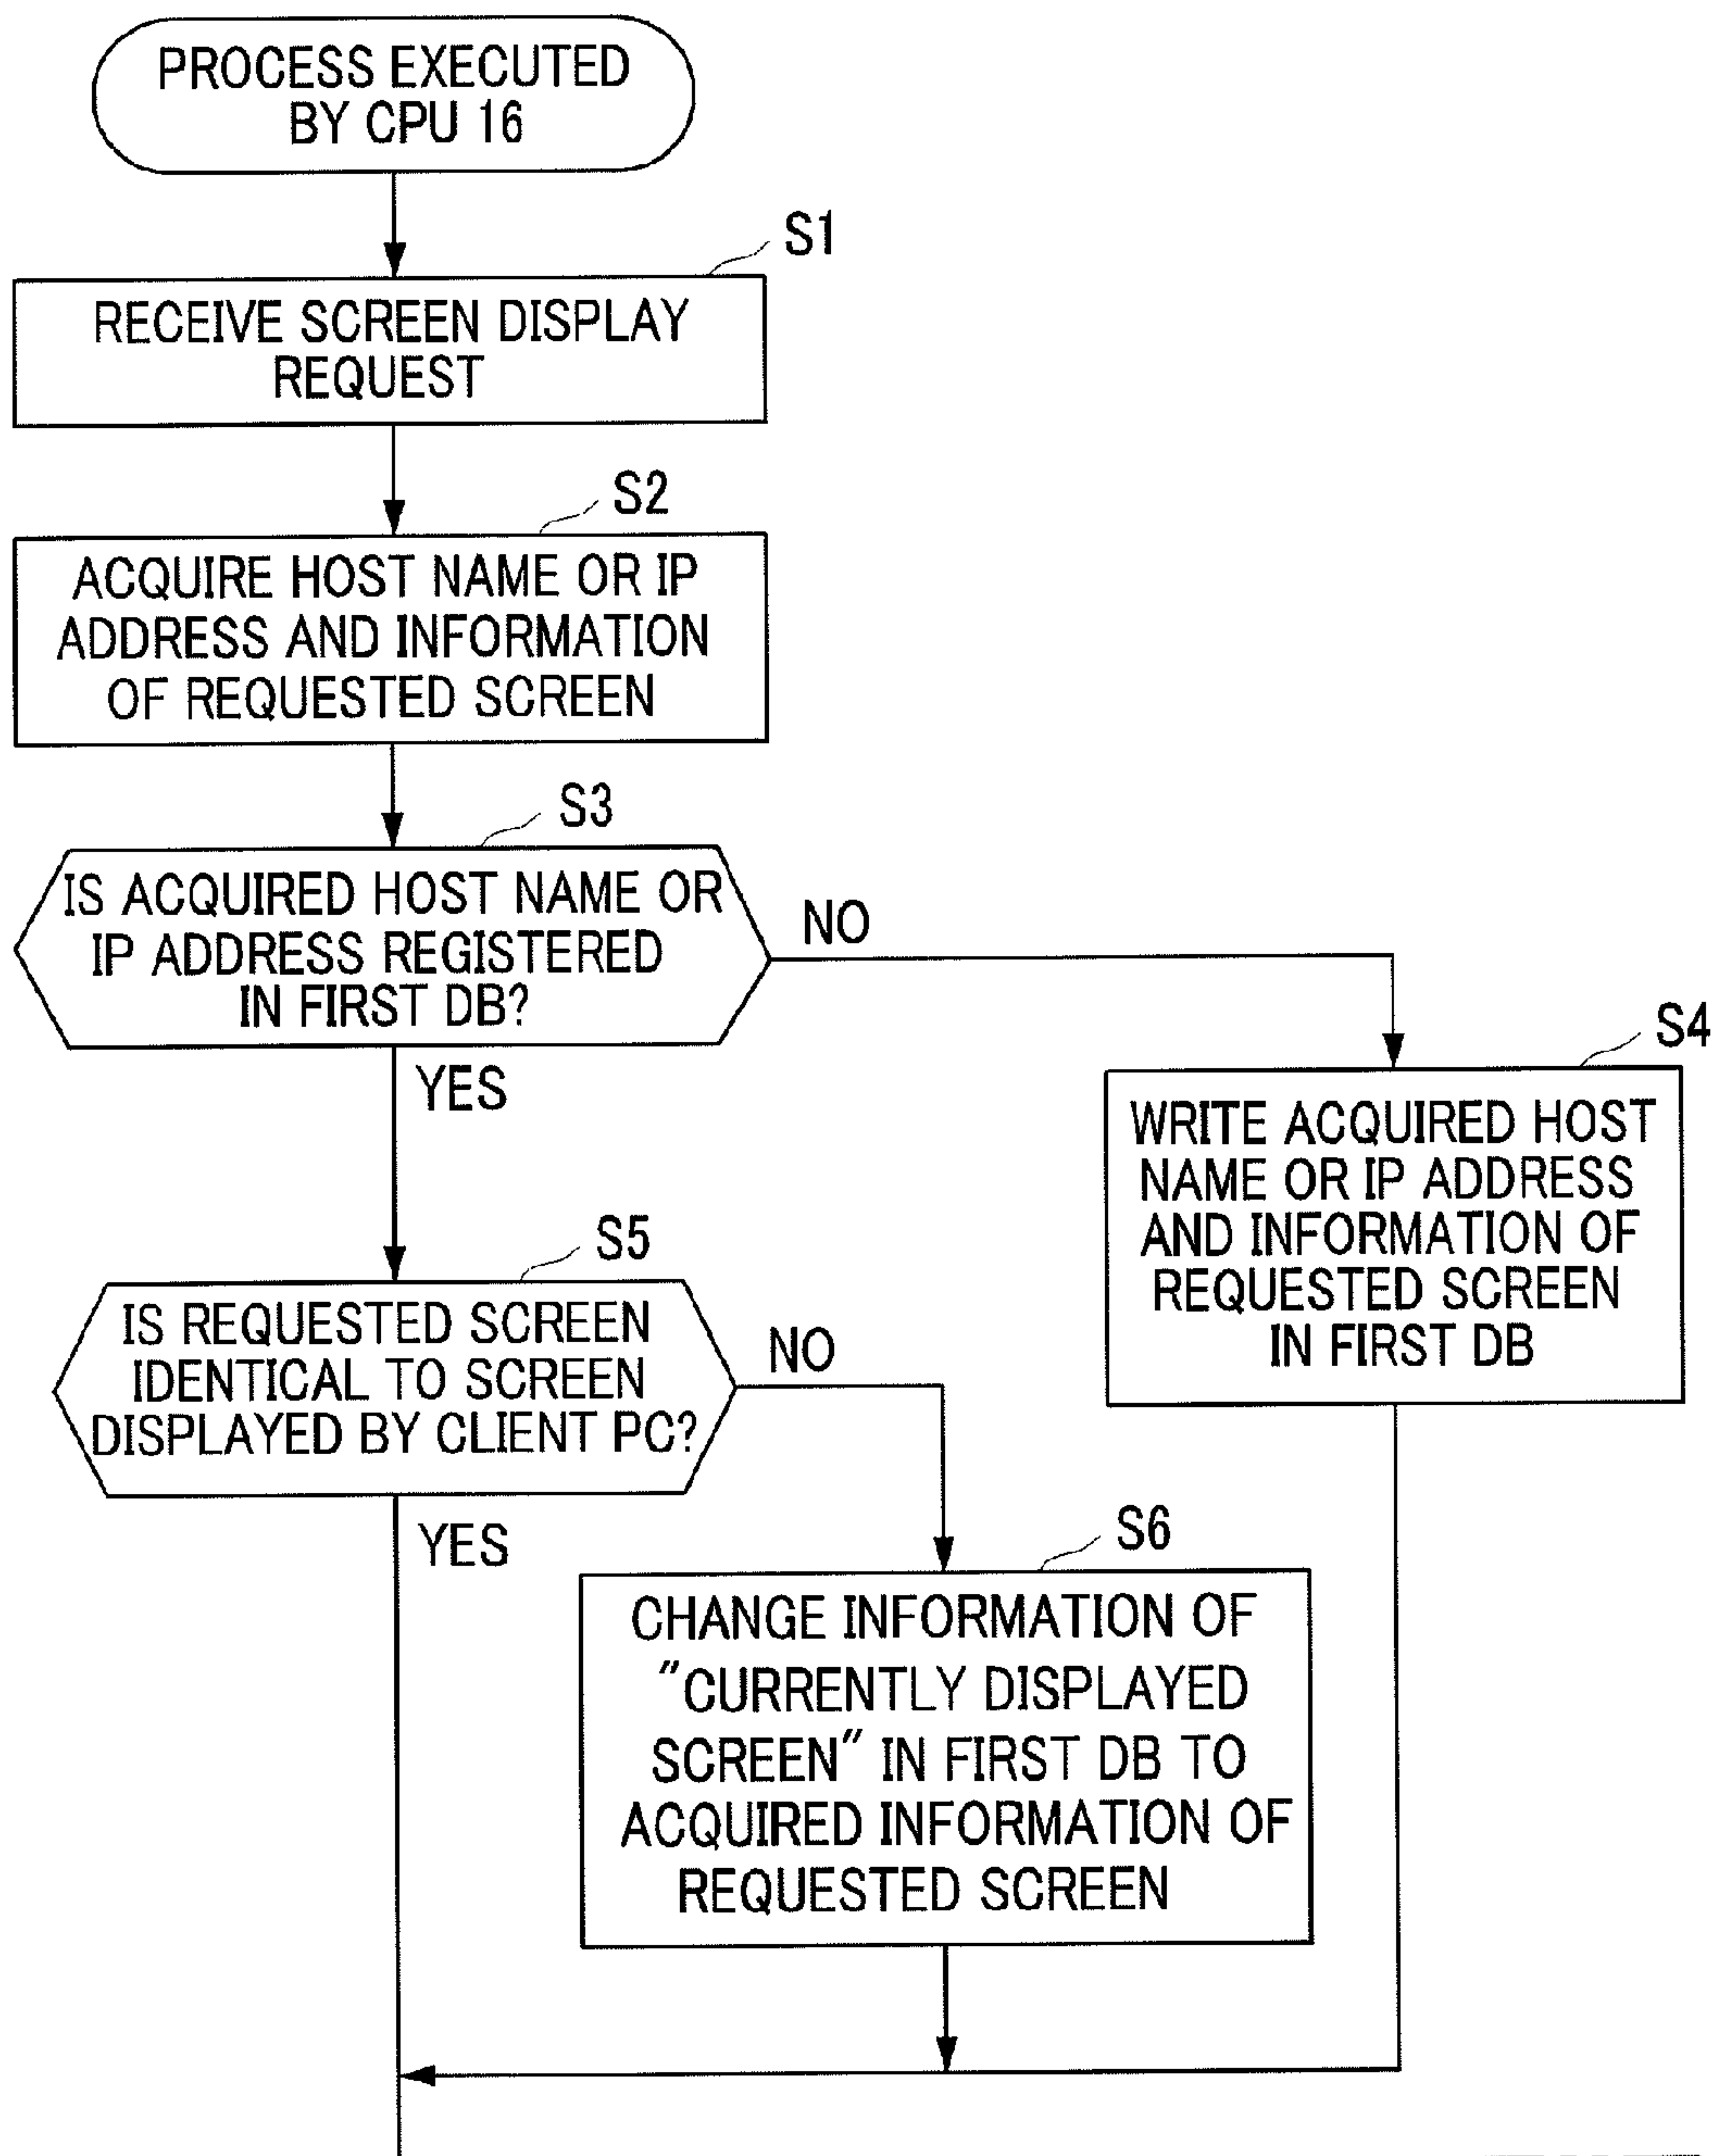 PROCESS EXECUTED
BY CPU 16
S1
RECEIVE SCREEN DISPLAY
REQUEST
S2
ACQUIRE HOST NAME OR IP
ADDRESS AND INFORMATION
OF REQUESTED SCREEN
S3
IS ACQUIRED HOST NAME OR
IP ADDRESS REGISTERED
IN FIRST DB?
NO
YES
S4
WRITE ACQUIRED HOST
NAME OR IP ADDRESS
AND INFORMATION OF
REQUESTED SCREEN
IN FIRST DB
S5
IS REQUESTED SCREEN
IDENTICAL TO SCREEN
DISPLAYED BY CLIENT PC?
NO
YES
S6
CHANGE INFORMATION OF
"CURRENTLY DISPLAYED
SCREEN" IN FIRST DB TO
ACQUIRED INFORMATION OF
REQUESTED SCREEN